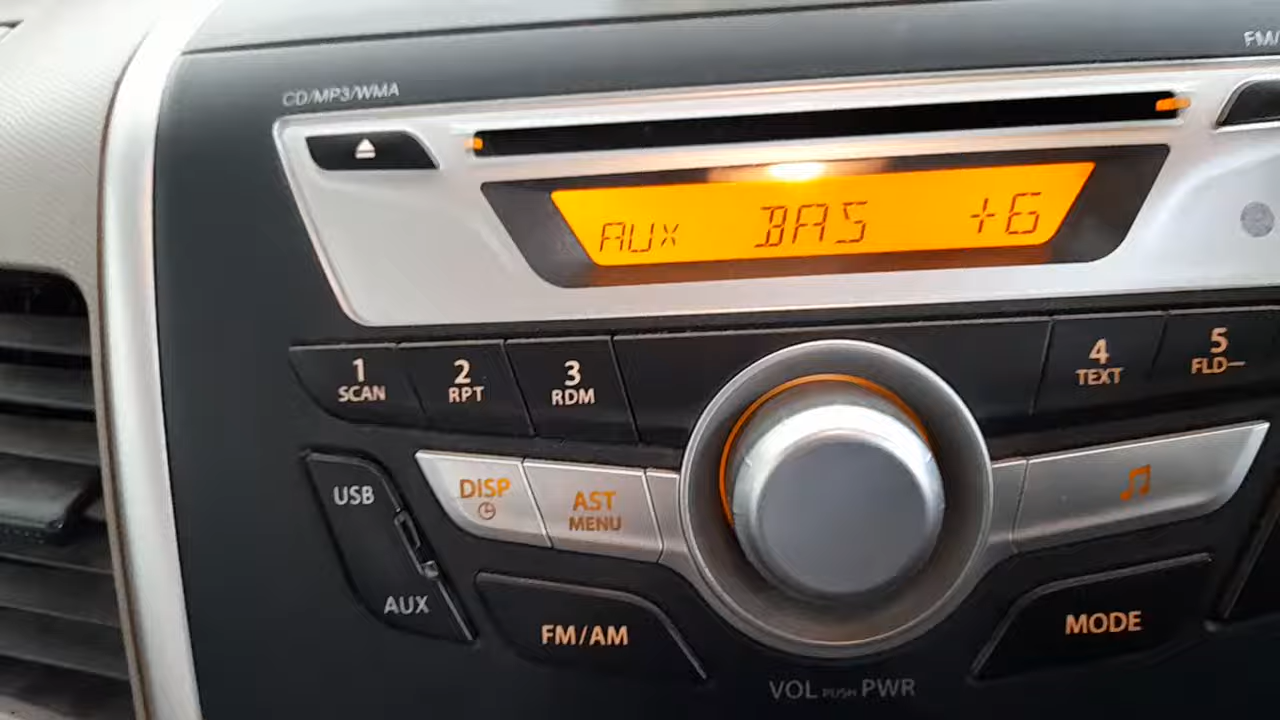 CD/MP3/WMA
FM/
AUX BAS +6
1
SCAN
2
RPT
3
RDM
4
TEXT
5
FLD—
USB
AUX
DISP
AST
MENU
FM/AM
MODE
VOL PUSH PWR